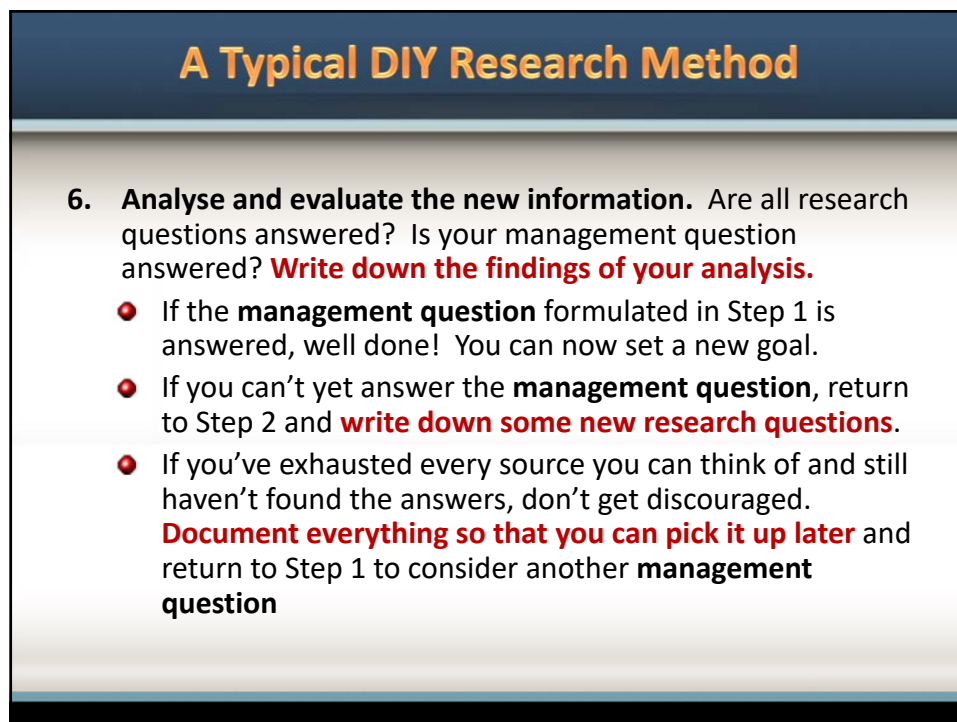 A Typical DIY Research Method
6. Analyse and evaluate the new information. Are all research
questions answered? Is your management question
answered? Write down the findings of your analysis.
If the management question formulated in Step 1 is
answered, well done! You can now set a new goal.
If you can’t yet answer the management question, return
to Step 2 and write down some new research questions.
If you’ve exhausted every source you can think of and still
haven’t found the answers, don’t get discouraged.
Document everything so that you can pick it up later and
return to Step 1 to consider another management
question